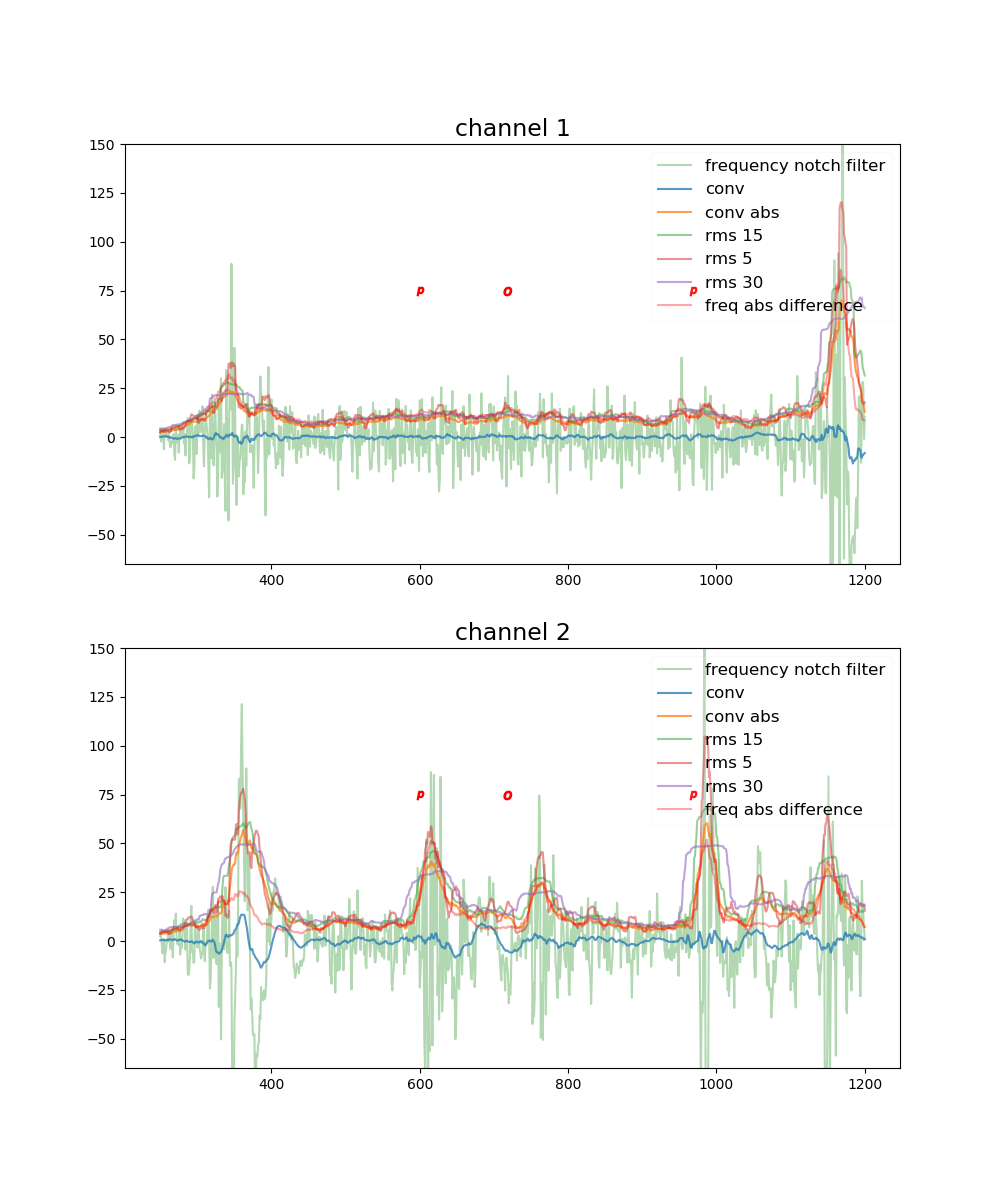 channel 1
150
125
100
75
50
25
0
−25
−50
frequency notch filter
conv
conv abs
rms 15
rms 5
rms 30
freq abs difference
p o p
400 600 800 1000 1200
channel 2
150
125
100
75
50
25
0
−25
−50
frequency notch filter
conv
conv abs
rms 15
rms 5
rms 30
freq abs difference
p o p
400 600 800 1000 1200